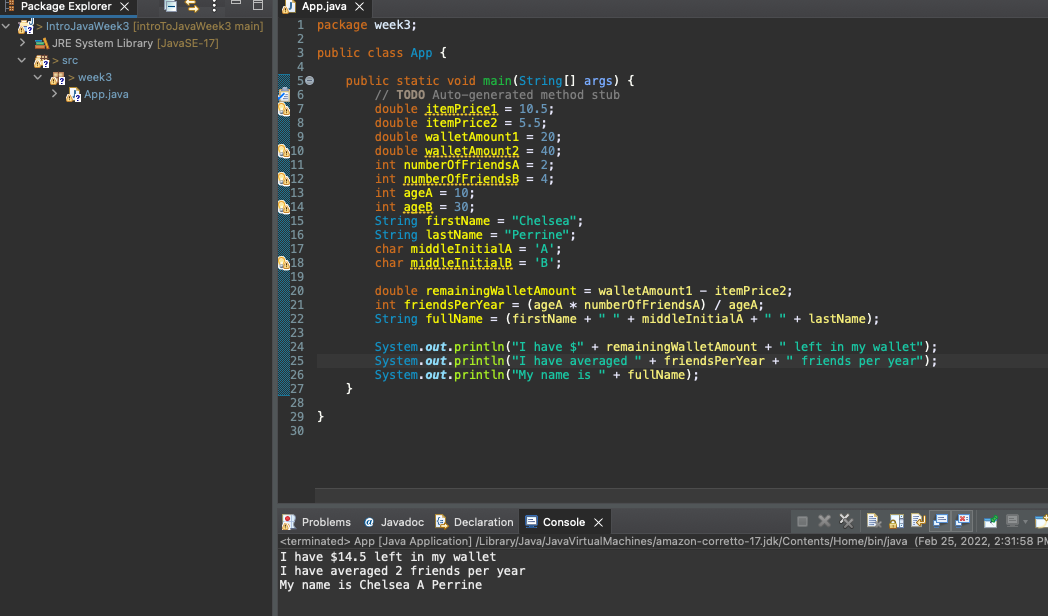 Package Explorer
IntroJavaWeek3 [introToJavaWeek3 main]
JRE System Library [JavaSE-17]
src
week3
App.java
App.java
1 package week3;
2
3 public class App {
4
5 public static void main(String[] args) {
6 // TODO Auto-generated method stub
7 double itemPrice1 = 10.5;
8 double itemPrice2 = 5.5;
9 double walletAmount1 = 20;
10 double walletAmount2 = 40;
11 int numberOfFriendsA = 2;
12 int numberOfFriendsB = 4;
13 int ageA = 10;
14 int ageB = 30;
15 String firstName = "Chelsea";
16 String lastName = "Perrine";
17 char middleInitialA = 'A';
18 char middleInitialB = 'B';
19
20 double remainingWalletAmount = walletAmount1 - itemPrice2;
21 int friendsPerYear = (ageA * numberOfFriendsA) / ageA;
22 String fullName = (firstName + " " + middleInitialA + " " + lastName);
23
24 System.out.println("I have $" + remainingWalletAmount + " left in my wallet");
25 System.out.println("I have averaged " + friendsPerYear + " friends per year");
26 System.out.println("My name is " + fullName);
27 }
28
29 }
30
Problems Javadoc Declaration Console
<terminated> App [Java Application] /Library/Java/JavaVirtualMachines/amazon-corretto-17.jdk/Contents/Home/bin/java (Feb 25, 2022, 2:31:58 PM
I have $14.5 left in my wallet
I have averaged 2 friends per year
My name is Chelsea A Perrine